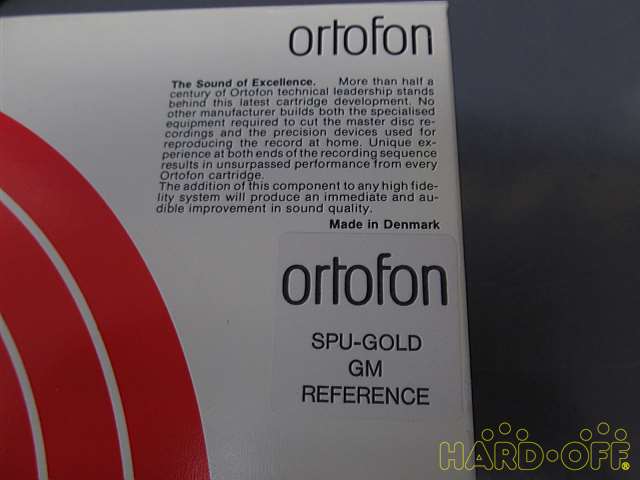 ortofon
The Sound of Excellence. More than half a
century of Ortofon technical leadership stands
behind this latest cartridge development. No
other manufacturer builds both the specialised
equipment required to cut the master disc re-
cordings and the precision devices used for
reproducing the record at home. Unique ex-
perience at both ends of the recording sequence
results in unsurpassed performance from every
Ortofon cartridge.
The addition of this component to any high fide-
lity system will produce an immediate and au-
dible improvement in sound quality.
Made in Denmark
ortofon
SPU-GOLD
GM
REFERENCE
HARD·OFF®